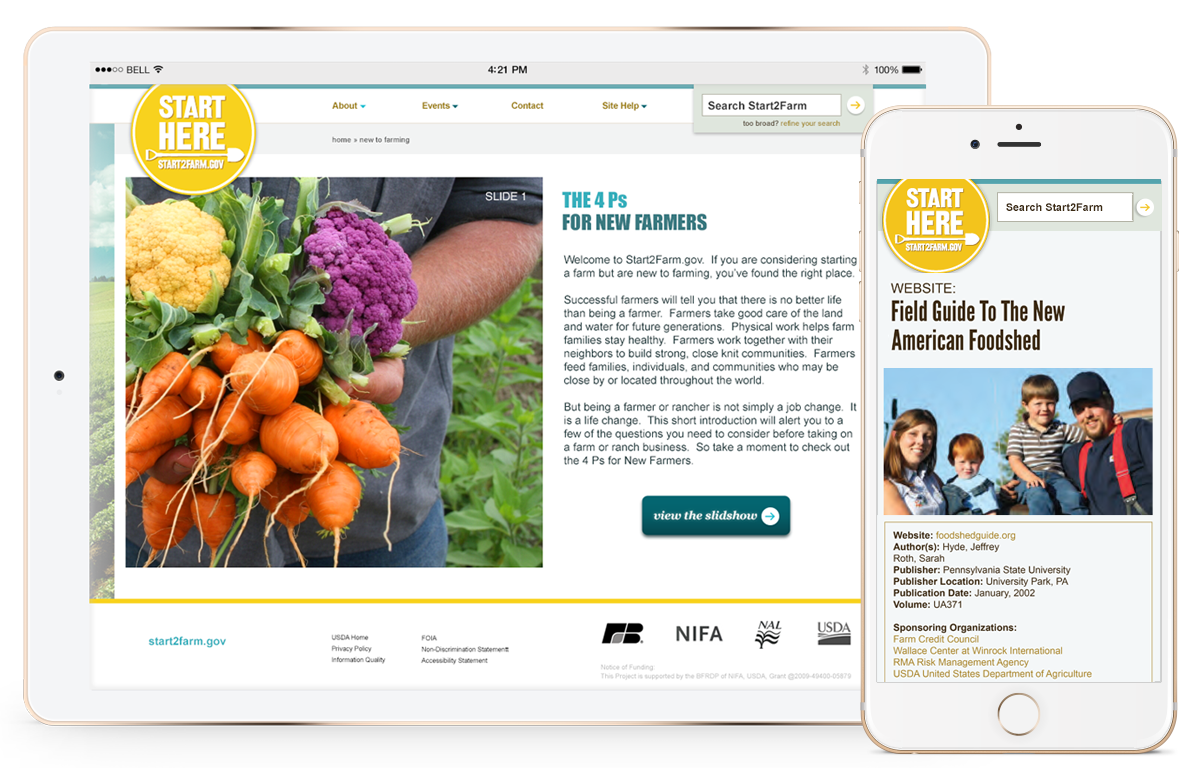 BELL
4:21 PM
100%
START
HERE
START2FARM.GOV
About
Events
Contact
Site Help
Search Start2Farm
too broad? refine your search
home » new to farming
SLIDE 1
THE 4 Ps
FOR NEW FARMERS
Welcome to Start2Farm.gov. If you are considering starting
a farm but are new to farming, you've found the right place.
Successful farmers will tell you that there is no better life
than being a farmer. Farmers take good care of the land
and water for future generations. Physical work helps farm
families stay healthy. Farmers work together with their
neighbors to build strong, close knit communities. Farmers
feed families, individuals, and communities who may be
close by or located throughout the world.
But being a farmer or rancher is not simply a job change. It
is a life change. This short introduction will alert you to a
few of the questions you need to consider before taking on
a farm or ranch business. So take a moment to check out
the 4 Ps for New Farmers.
view the slidshow
start2farm.gov
USDA Home
Privacy Policy
Information Quality
FOIA
Non-Discrimination Statement
Accessibility Statement
FB
NIFA
NAL
USDA
Notice of Funding
This Project is supported by the BFRDP of NIFA, USDA, Grant @2009-49400-05879
START
HERE
START2FARM.GOV
Search Start2Farm
WEBSITE:
Field Guide To The New
American Foodshed
Website: foodshedguide.org
Author(s): Hyde, Jeffrey
Roth, Sarah
Publisher: Pennsylvania State University
Publisher Location: University Park, PA
Publication Date: January, 2002
Volume: UA371
Sponsoring Organizations:
Farm Credit Council
Wallace Center at Winrock International
RMA Risk Management Agency
USDA United States Department of Agriculture